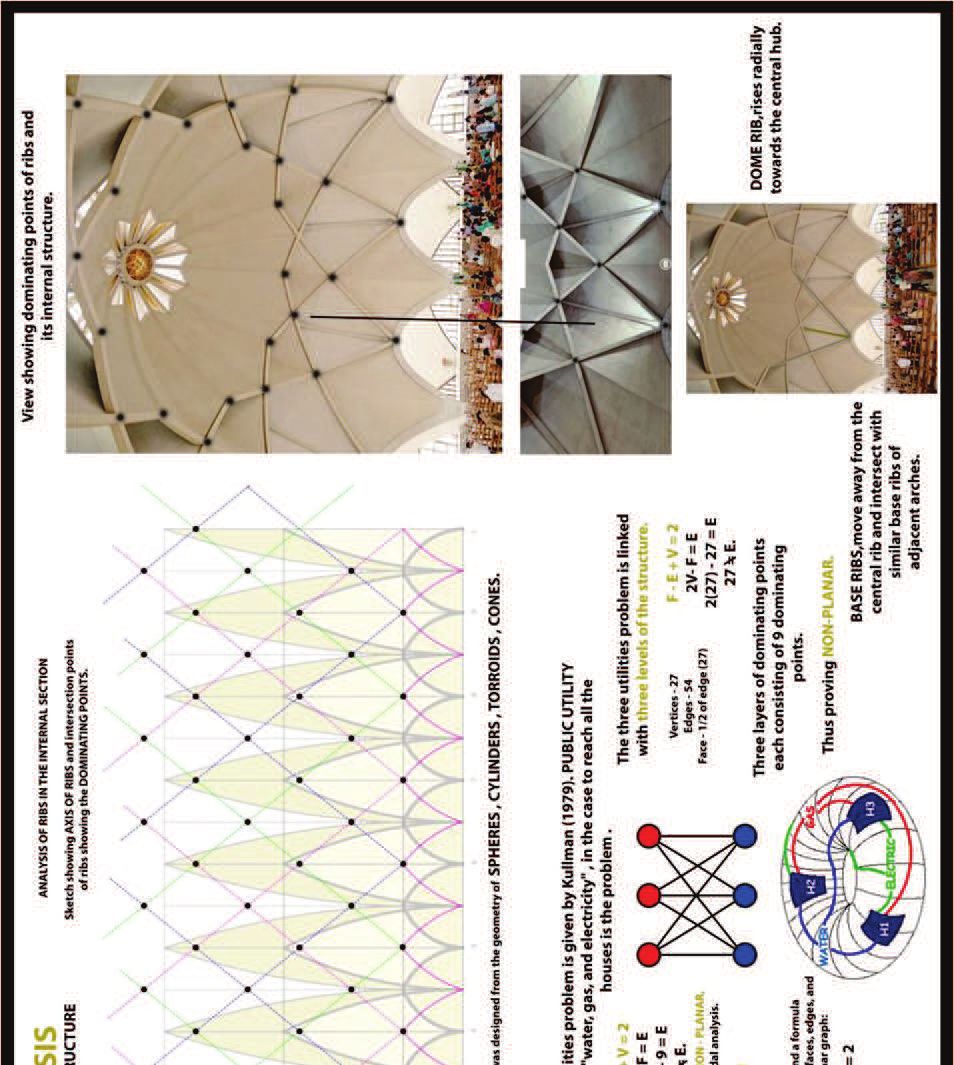 SIS
RUCTURE
ANALYSIS OF RIBS IN THE INTERNAL SECTION
Sketch showing AXIS OF RIBS and intersection points
of ribs showing the DOMINATING POINTS.
View showing dominating points of ribs and
its internal structure.
was designed from the geometry of SPHERES , CYLINDERS , TORROIDS , CONES.
ities problem is given by Kullman (1979). PUBLIC UTILITY
"water, gas, and electricity", in the case to reach all the
houses is the problem .
+ V = 2
F = E
- 9 = E
E.
ON - PLANAR.
dal analysis.
nd a formula
faces, edges, and
nar graph:
= 2
GAS
WATER
ELECTRIC
H1
H2
H3
The three utilities problem is linked
with three levels of the structure.
Vertices - 27
Edges - 54
Face - 1/2 of edge (27)
F - E + V = 2
2V- F = E
2(27) - 27 = E
27 ≒ E.
Three layers of dominating points
each consisting of 9 dominating
points.
Thus proving NON-PLANAR.
BASE RIBS,move away from the
central rib and intersect with
similar base ribs of
adjacent arches.
DOME RIB,rises radially
towards the central hub.